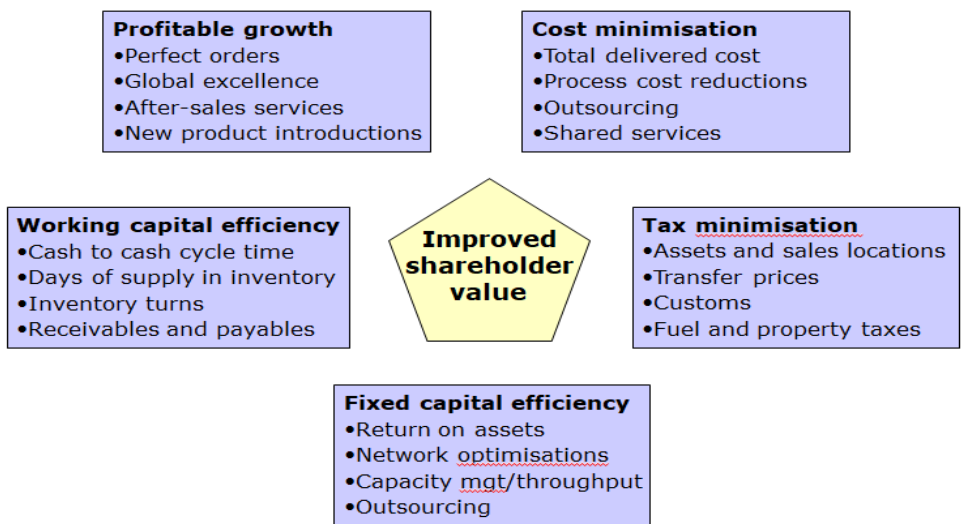 Profitable growth
•Perfect orders
•Global excellence
•After-sales services
•New product introductions
Cost minimisation
•Total delivered cost
•Process cost reductions
•Outsourcing
•Shared services
Working capital efficiency
•Cash to cash cycle time
•Days of supply in inventory
•Inventory turns
•Receivables and payables
Improved
shareholder
value
Tax minimisation
•Assets and sales locations
•Transfer prices
•Customs
•Fuel and property taxes
Fixed capital efficiency
•Return on assets
•Network optimisations
•Capacity mgt/throughput
•Outsourcing